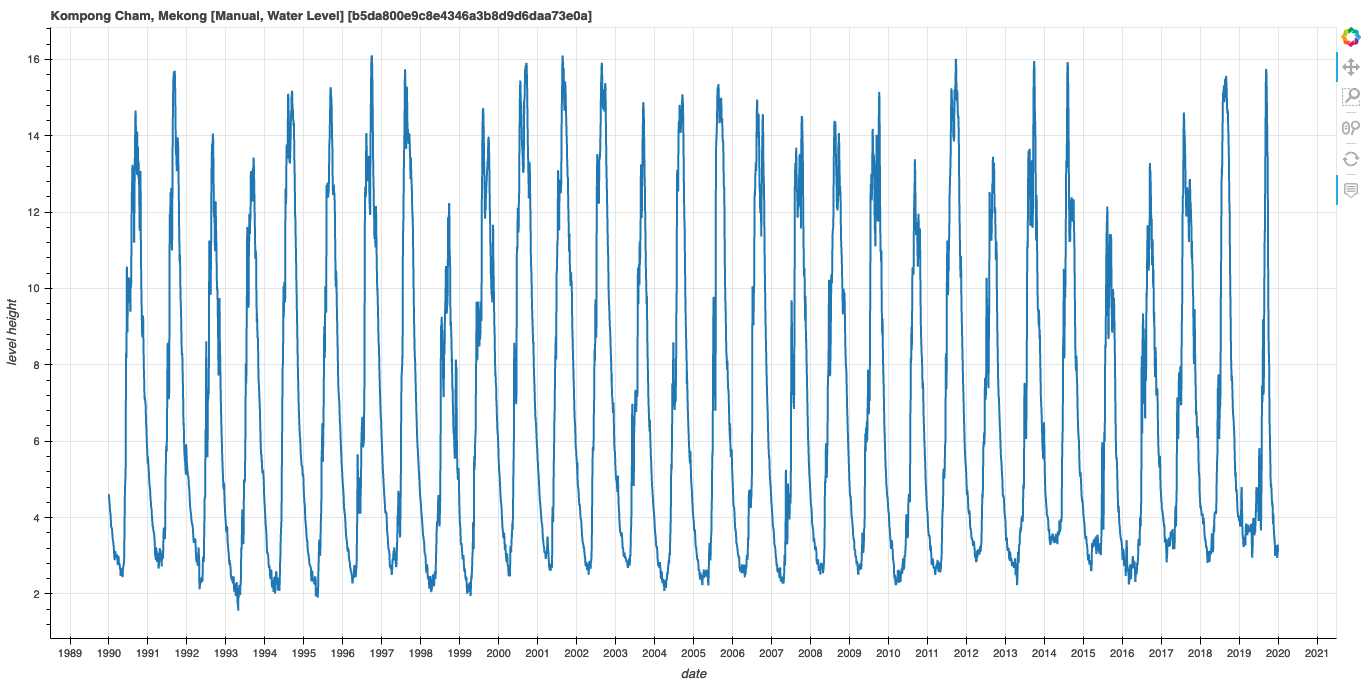 Kompong Cham, Mekong [Manual, Water Level] [b5da800e9c8e4346a3b8d9d6daa73e0a]
16
14
12
10
8
6
4
2
level height
1989 1990 1991 1992 1993 1994 1995 1996 1997 1998 1999 2000 2001 2002 2003 2004 2005 2006 2007 2008 2009 2010 2011 2012 2013 2014 2015 2016 2017 2018 2019 2020 2021
date